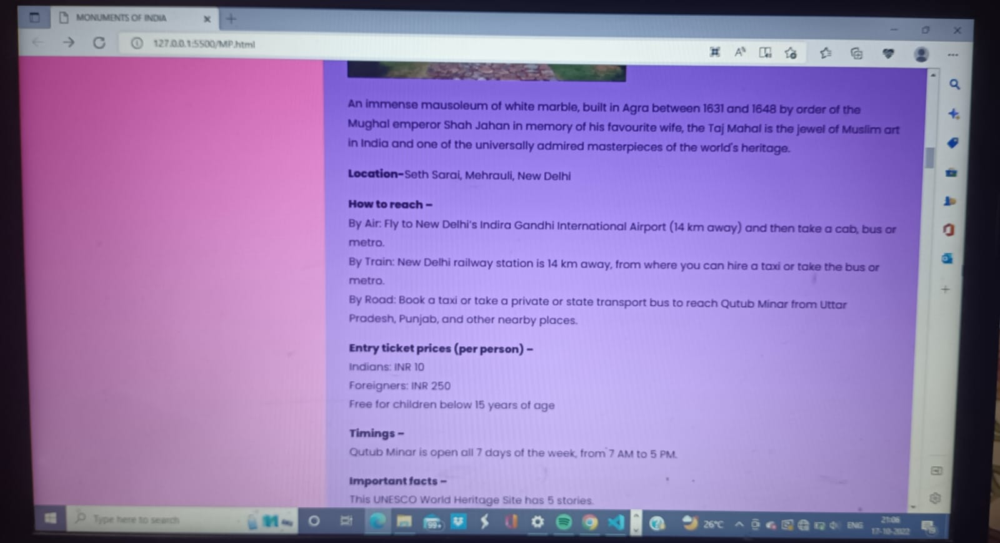 MONUMENTS OF INDIA
127.0.0.1:5500/MP.html
An immense mausoleum of white marble, built in Agra between 1631 and 1648 by order of the
Mughal emperor Shah Jahan in memory of his favourite wife, the Taj Mahal is the jewel of Muslim art
in India and one of the universally admired masterpieces of the world's heritage.
Location-Seth Sarai, Mehrauli, New Delhi
How to reach –
By Air: Fly to New Delhi's Indira Gandhi International Airport (14 km away) and then take a cab, bus or
metro.
By Train: New Delhi railway station is 14 km away, from where you can hire a taxi or take the bus or
metro.
By Road: Book a taxi or take a private or state transport bus to reach Qutub Minar from Uttar
Pradesh, Punjab, and other nearby places.
Entry ticket prices (per person) –
Indians: INR 10
Foreigners: INR 250
Free for children below 15 years of age
Timings –
Qutub Minar is open all 7 days of the week, from 7 AM to 5 PM.
Important facts –
This UNESCO World Heritage Site has 5 stories.
Type here to search
99+
26°C
ENG
21:06
17-10-2022